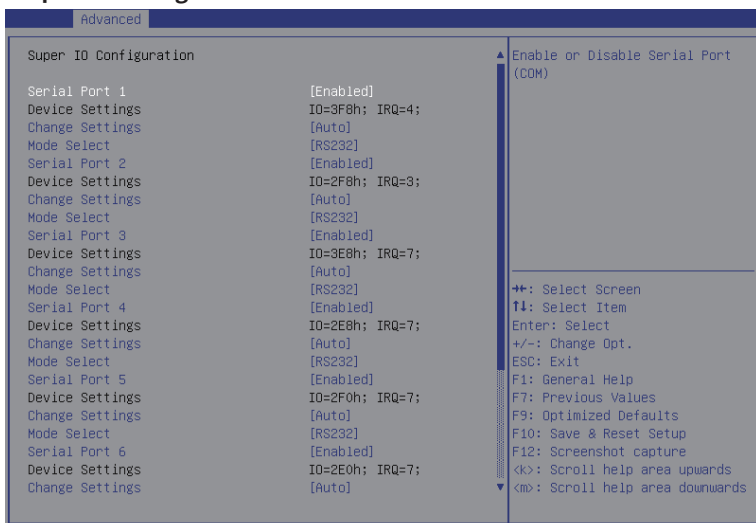 Advanced
Super IO Configuration
Serial Port 1 [Enabled]
Device Settings IO=3F8h; IRQ=4;
Change Settings [Auto]
Mode Select [RS232]
Serial Port 2 [Enabled]
Device Settings IO=2F8h; IRQ=3;
Change Settings [Auto]
Mode Select [RS232]
Serial Port 3 [Enabled]
Device Settings IO=3E8h; IRQ=7;
Change Settings [Auto]
Mode Select [RS232]
Serial Port 4 [Enabled]
Device Settings IO=2E8h; IRQ=7;
Change Settings [Auto]
Mode Select [RS232]
Serial Port 5 [Enabled]
Device Settings IO=2F0h; IRQ=7;
Change Settings [Auto]
Mode Select [RS232]
Serial Port 6 [Enabled]
Device Settings IO=2E0h; IRQ=7;
Change Settings [Auto]
Enable or Disable Serial Port
(COM)
→←: Select Screen
↑↓: Select Item
Enter: Select
+/-: Change Opt.
ESC: Exit
F1: General Help
F7: Previous Values
F9: Optimized Defaults
F10: Save & Reset Setup
F12: Screenshot capture
<k>: Scroll help area upwards
<m>: Scroll help area downwards